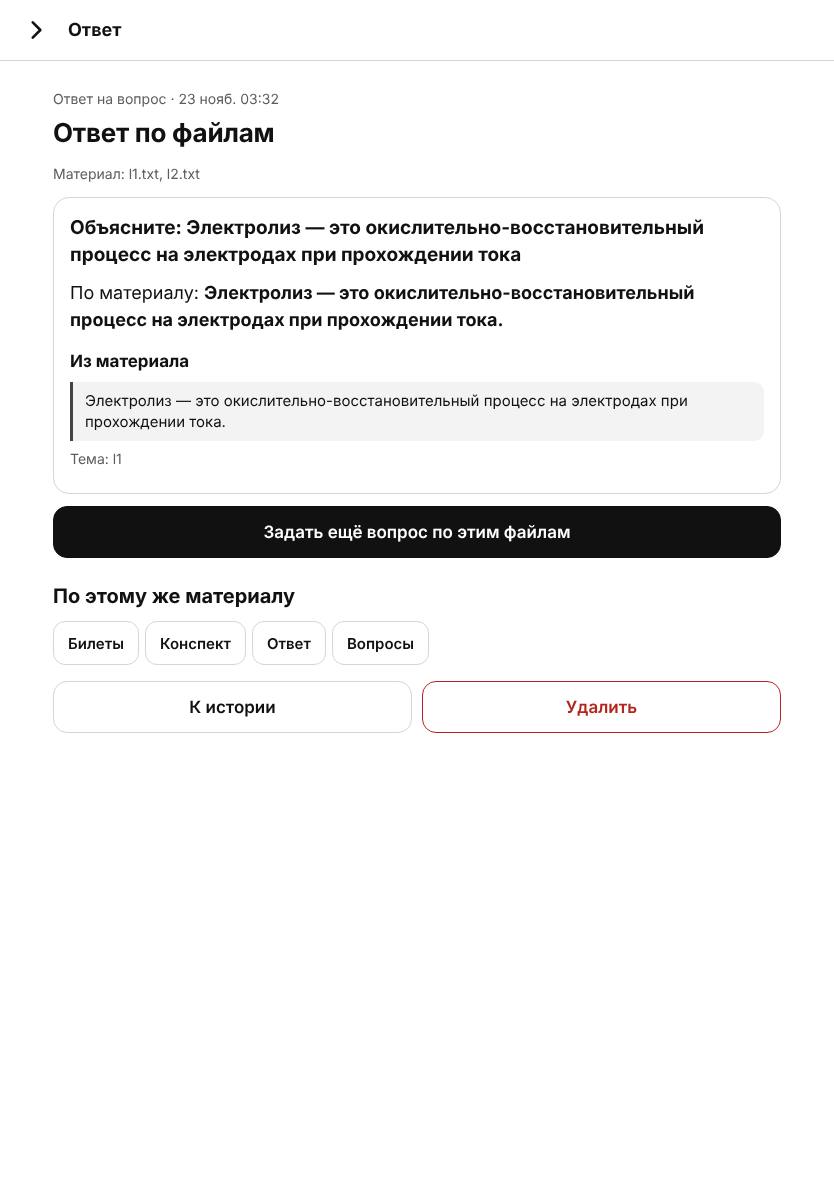 Ответ
Ответ на вопрос · 23 нояб. 03:32
Ответ по файлам
Материал: l1.txt, l2.txt
Объясните: Электролиз — это окислительно-восстановительный
процесс на электродах при прохождении тока
По материалу: Электролиз — это окислительно-восстановительный
процесс на электродах при прохождении тока.
Из материала
Электролиз — это окислительно-восстановительный процесс на электродах при
прохождении тока.
Тема: l1
Задать ещё вопрос по этим файлам
По этому же материалу
Билеты Конспект Ответ Вопросы
К истории Удалить